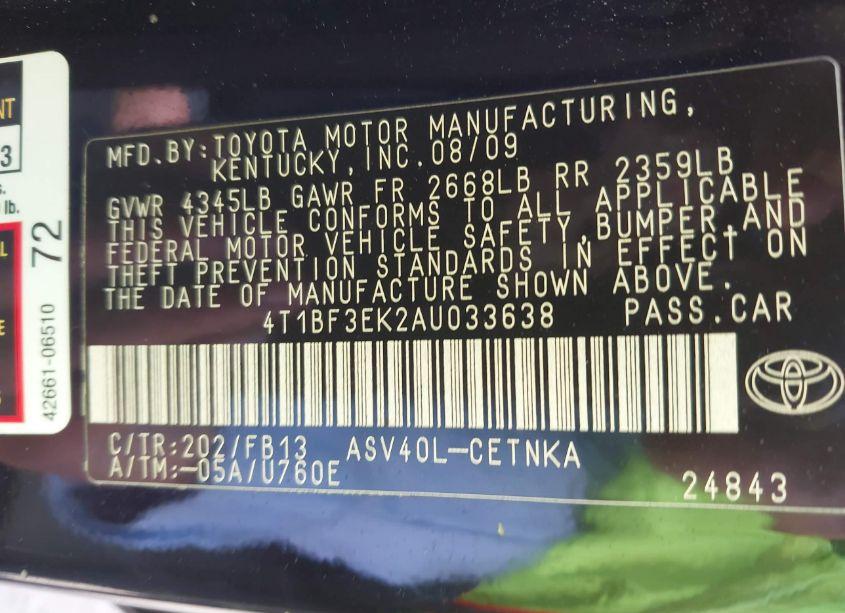 MFD.BY:TOYOTA MOTOR MANUFACTURING,
KENTUCKY,INC.08/09
GVWR 4345LB GAWR FR 2668LB RR 2359LB
THIS VEHICLE CONFORMS TO ALL APPLICABLE
FEDERAL MOTOR VEHICLE SAFETY,BUMPER,AND
THEFT PREVENTION STANDARDS IN EFFECT ON
THE DATE OF MANUFACTURE SHOWN ABOVE.
4T1BF3EK2AU033638 PASS.CAR
C/TR:202/FB13 ASV40L-CETNKA
A/TM:-05A/U760E
24843
42661-06510 72
3
lb.